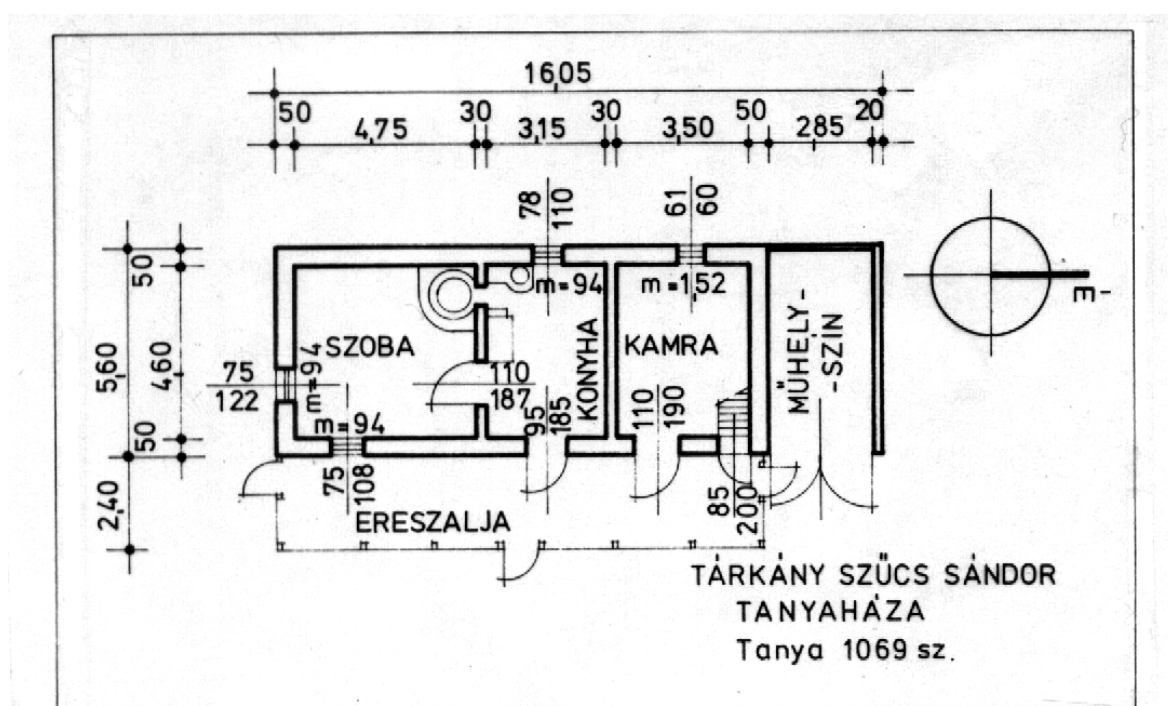 16,05
50 30 30 50 20
4,75 3,15 3,50 285
78
110
61
60
50
5,60
4,60
50
2,40
m=94
m=1,52
SZOBA
KONYHA
KAMRA
MŰHELY-
-SZÍN
É
75
122
m=94
110
187
m=94
95
185
110
190
75
108
85
200
ERESZALJA
TÁRKÁNY SZŰCS SÁNDOR
TANYAHÁZA
Tanya 1069 sz.